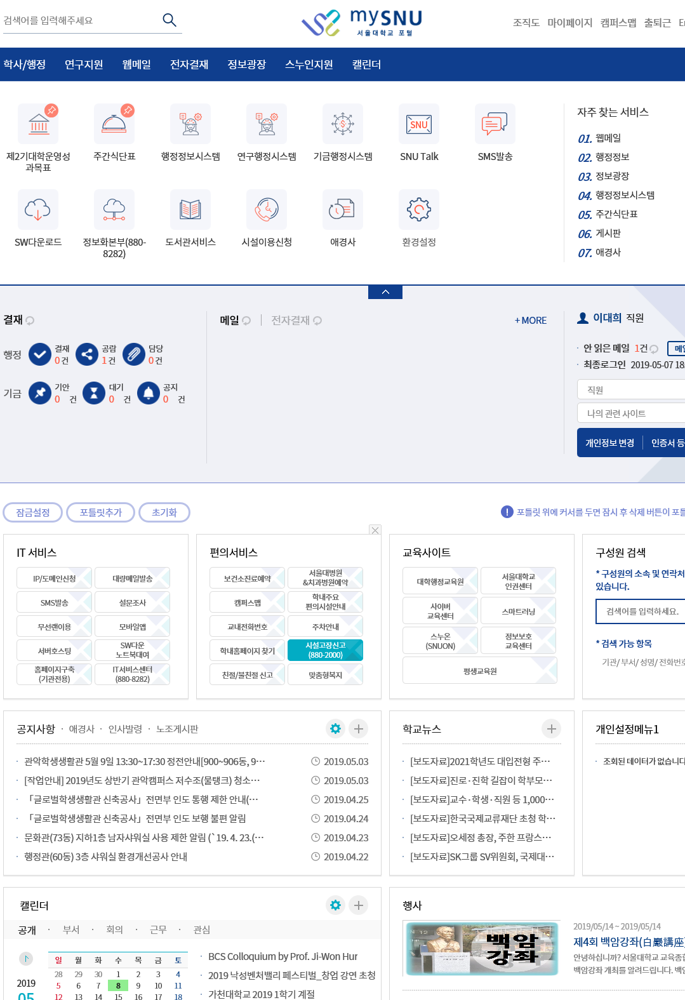 검색어를 입력해주세요
mySNU
서울대학교 포털
조직도 마이페이지 캠퍼스맵 출퇴근
학사/행정 연구지원 웹메일 전자결재 정보광장 스누인지원 캘린더
제2기대학운영성과목표
주간식단표
행정정보시스템
연구행정시스템
기금행정시스템
SNU
SNU Talk
SMS발송
SW다운로드
정보화본부(880-8282)
도서관서비스
시설이용신청
애경사
환경설정
자주 찾는 서비스
01. 웹메일
02. 행정정보
03. 정보광장
04. 행정정보시스템
05. 주간식단표
06. 게시판
07. 애경사
결재
행정 결재 0 건 공람 1 건 담당 0 건
기금 기안 0 건 대기 0 건 공지 0 건
메일 전자결재 + MORE
이대희 직원
· 안 읽은 메일 1건
· 최종로그인 2019-05-07
직원
나의 관련 사이트
개인정보 변경 인증서
잠금설정 포틀릿추가 초기화
! 포틀릿 위에 커서를 두면 잠시 후 삭제 버튼이
IT 서비스
IP/도메인신청 대량메일발송
SMS발송 설문조사
무선랜이용 모바일앱
서버호스팅 SW다운 노트북대여
홈페이지구축 (기관전용) IT서비스센터 (880-8282)
편의서비스
보건소진료예약 서울대병원 &치과병원예약
캠퍼스맵 학내주요 편의시설안내
교내전화번호 주차안내
학내홈페이지 찾기 시설고장신고 (880-2000)
친절/불친절 신고 맞춤형복지
교육사이트
대학행정교육원 서울대학교 인권센터
사이버 교육센터 스마트러닝
스누온 (SNUON) 정보보호 교육센터
평생교육원
구성원 검색
* 구성원의 소속 및 연락처
있습니다.
검색어를 입력하세요.
* 검색 가능 항목
기관/ 부서/ 성명/ 전화번호
공지사항 · 애경사 · 인사발령 · 노조게시판
· 관악학생생활관 5월 9일 13:30~17:30 정전안내[900~906동, 9… 2019.05.03
· [작업안내] 2019년도 상반기 관악캠퍼스 저수조(물탱크) 청소… 2019.05.03
· 「글로벌학생생활관 신축공사」전면부 인도 통행 제한 안내(… 2019.04.25
· 「글로벌학생생활관 신축공사」전면부 인도 보행 불편 알림 2019.04.24
· 문화관(73동) 지하1층 남자샤워실 사용 제한 알림 (`19. 4. 23.(… 2019.04.23
· 행정관(60동) 3층 샤워실 환경개선공사 안내 2019.04.22
학교뉴스
· [보도자료]2021학년도 대입전형 주…
· [보도자료]진로·진학 길잡이 학부모…
· [보도자료]교수·학생·직원 등 1,000…
· [보도자료]한국국제교류재단 초청 학…
· [보도자료]오세정 총장, 주한 프랑스…
· [보도자료]SK그룹 SV위원회, 국제대…
개인설정메뉴1
· 조회된 데이터가 없습니다
캘린더
공개 · 부서 · 회의 · 근무 · 관심
2019
05
일 월 화 수 목 금 토
28 29 30 1 2 3 4
5 6 7 8 9 10 11
12 13 14 15 16 17 18
· BCS Colloquium by Prof. Ji-Won Hur
· 2019 낙성벤처밸리 페스티벌_창업 강연 초청
· 가천대학교 2019 1학기 계절
행사
백암
강좌
2019/05/14 ~ 2019/05/14
제4회 백암강좌(白巖講座)
안녕하십니까? 서울대학교
백암강좌 개최를 알려드립니다.